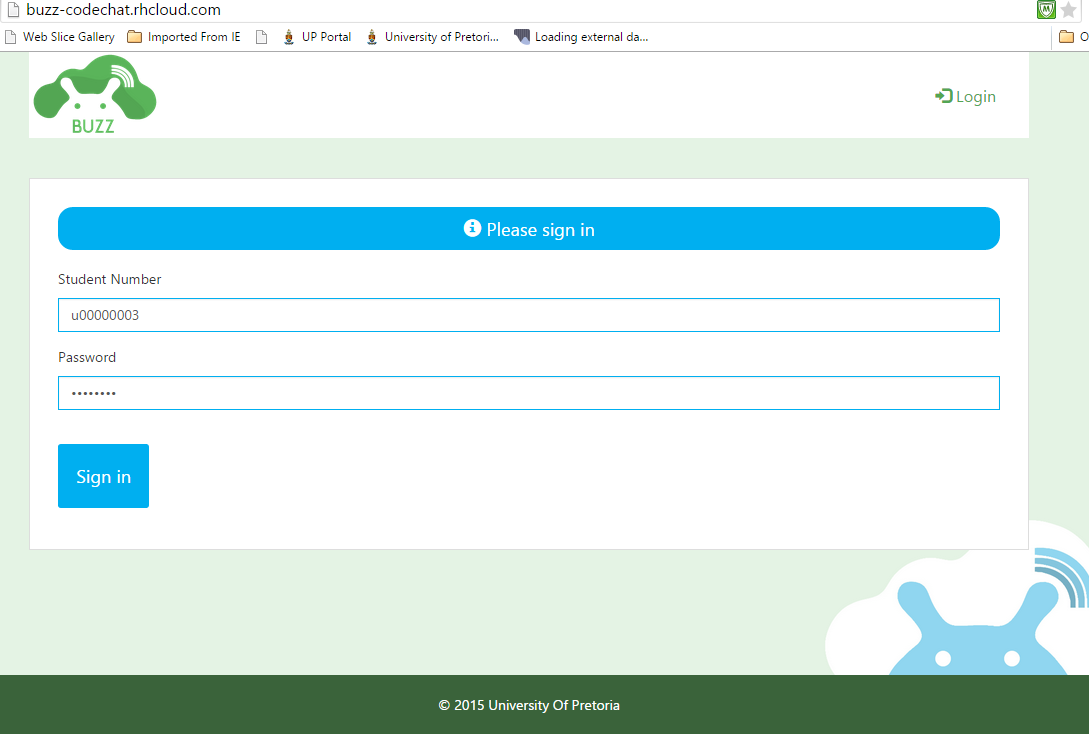 buzz-codechat.rhcloud.com
Web Slice Gallery Imported From IE UP Portal University of Pretori... Loading external da... O
BUZZ
Login
Please sign in
Student Number
u00000003
Password
••••••••
Sign in
© 2015 University Of Pretoria